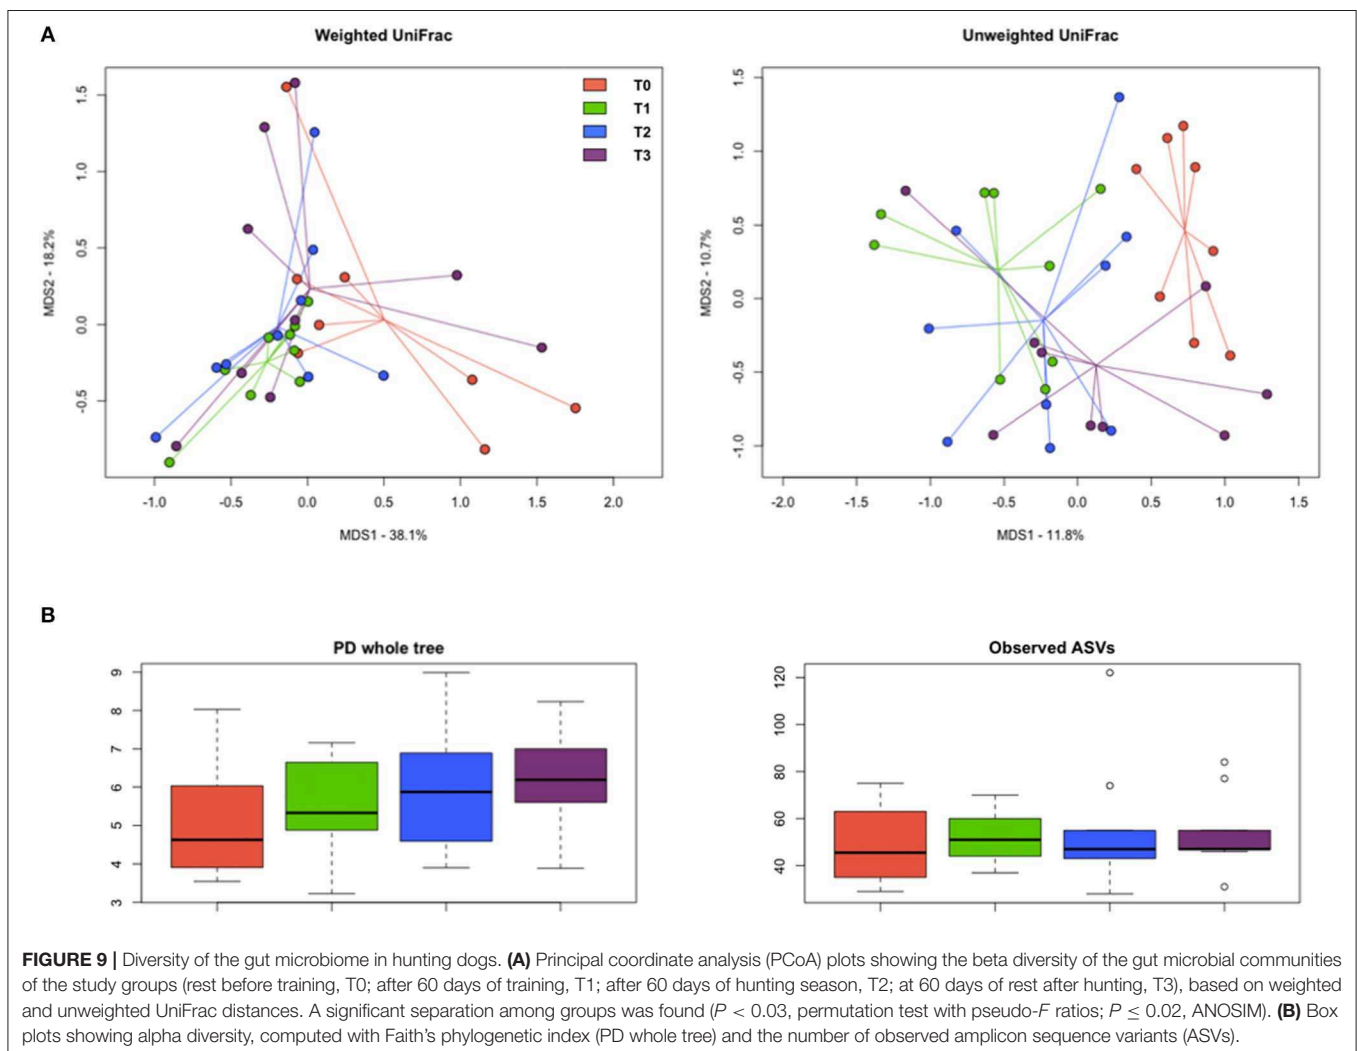 A
Weighted UniFrac
Unweighted UniFrac
T0
T1
T2
T3
1.5
1.0
0.5
0.0
-0.5
MDS2 - 18.2%
-1.0 -0.5 0.0 0.5 1.0 1.5 2.0
MDS1 - 38.1%
1.5
1.0
0.5
0.0
-0.5
-1.0
MDS2 - 10.7%
-2.0 -1.5 -1.0 -0.5 0.0 0.5 1.0 1.5
MDS1 - 11.8%
B
PD whole tree
9
8
7
6
5
4
3
Observed ASVs
120
100
80
60
40
FIGURE 9 | Diversity of the gut microbiome in hunting dogs. (A) Principal coordinate analysis (PCoA) plots showing the beta diversity of the gut microbial communities
of the study groups (rest before training, T0; after 60 days of training, T1; after 60 days of hunting season, T2; at 60 days of rest after hunting, T3), based on weighted
and unweighted UniFrac distances. A significant separation among groups was found (P < 0.03, permutation test with pseudo-F ratios; P ≤ 0.02, ANOSIM). (B) Box
plots showing alpha diversity, computed with Faith's phylogenetic index (PD whole tree) and the number of observed amplicon sequence variants (ASVs).